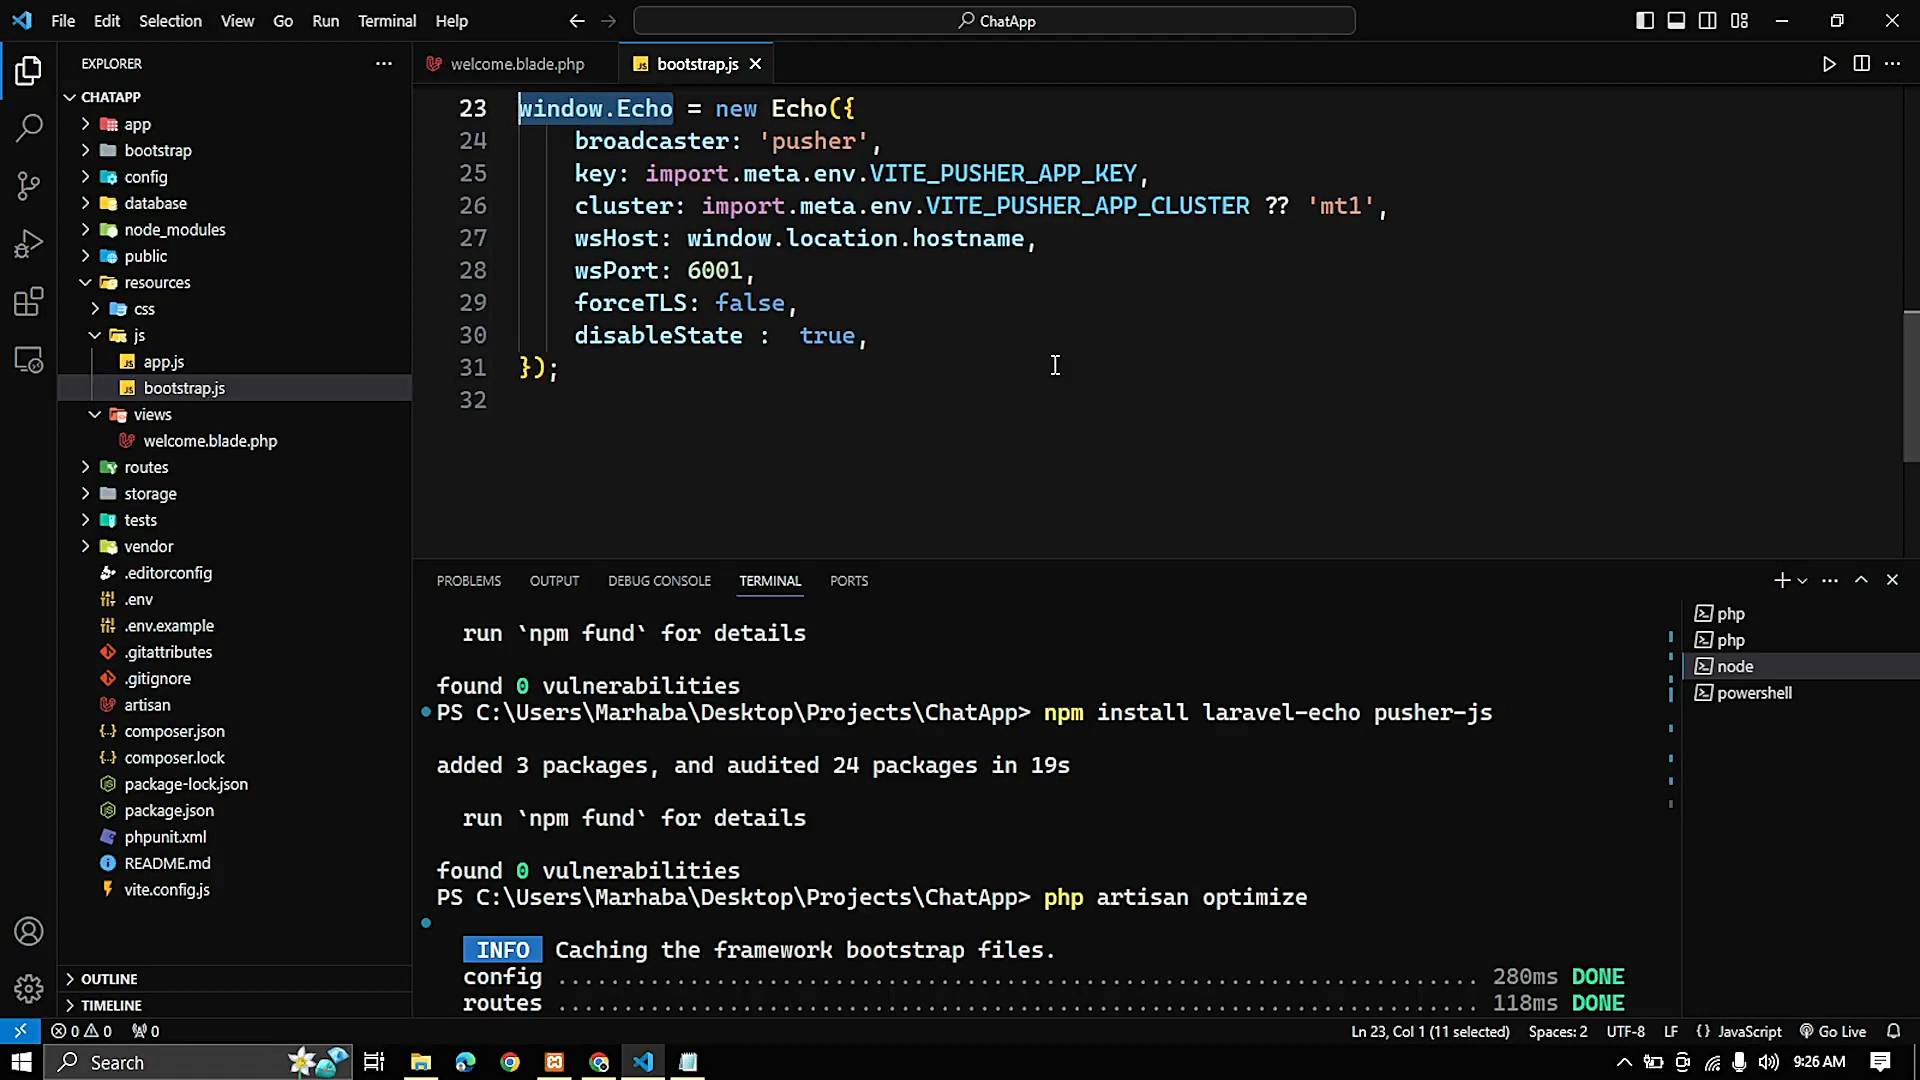 File Edit Selection View Go Run Terminal Help
ChatApp
EXPLORER
CHATAPP
app
bootstrap
config
database
node_modules
public
resources
css
js
app.js
bootstrap.js
views
welcome.blade.php
routes
storage
tests
vendor
.editorconfig
.env
.env.example
.gitattributes
.gitignore
artisan
composer.json
composer.lock
package-lock.json
package.json
phpunit.xml
README.md
vite.config.js
OUTLINE
TIMELINE
welcome.blade.php
bootstrap.js
23 window.Echo = new Echo({
24 broadcaster: 'pusher',
25 key: import.meta.env.VITE_PUSHER_APP_KEY,
26 cluster: import.meta.env.VITE_PUSHER_APP_CLUSTER ?? 'mt1',
27 wsHost: window.location.hostname,
28 wsPort: 6001,
29 forceTLS: false,
30 disableState :  true,
31 });
32
PROBLEMS OUTPUT DEBUG CONSOLE TERMINAL PORTS
run `npm fund` for details
found 0 vulnerabilities
PS C:\Users\Marhaba\Desktop\Projects\ChatApp> npm install laravel-echo pusher-js
added 3 packages, and audited 24 packages in 19s
run `npm fund` for details
found 0 vulnerabilities
PS C:\Users\Marhaba\Desktop\Projects\ChatApp> php artisan optimize
INFO Caching the framework bootstrap files.
config ..................................................................... 280ms DONE
routes ..................................................................... 118ms DONE
php
php
node
powershell
0 0 0
Ln 23, Col 1 (11 selected) Spaces: 2 UTF-8 LF {} JavaScript Go Live
Search
9:26 AM